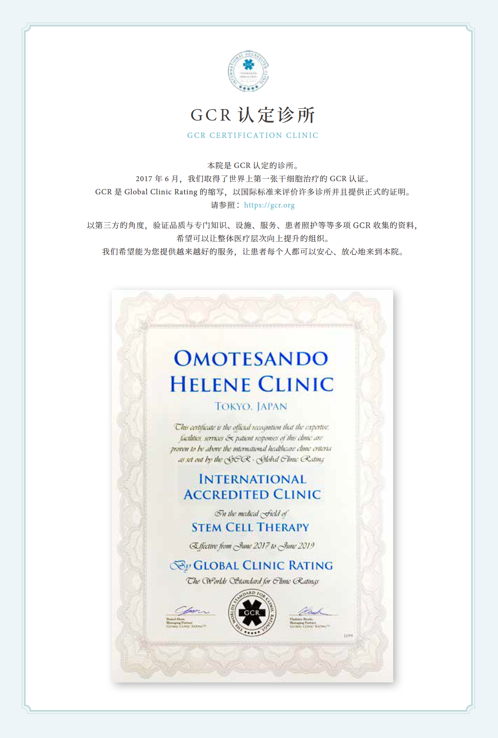 GCR 认定诊所
GCR CERTIFICATION CLINIC
本院是 GCR 认定的诊所。
2017 年 6 月，我们取得了世界上第一张干细胞治疗的 GCR 认证。
GCR 是 Global Clinic Rating 的缩写，以国际标准来评价许多诊所并且提供正式的证明。
请参照：https://gcr.org
以第三方的角度，验证品质与专门知识、设施、服务、患者照护等等多项 GCR 收集的资料，
希望可以让整体医疗层次向上提升的组织。
我们希望能为您提供越来越好的服务，让患者每个人都可以安心、放心地来到本院。
OMOTESANDO
HELENE CLINIC
TOKYO, JAPAN
This certificate is the official recognition that the expertise,
facilities, services & patient responses of this clinic are
proven to be above the international healthcare clinic criteria
as set out by the GCR - Global Clinic Rating
INTERNATIONAL
ACCREDITED CLINIC
In the medical field of
STEM CELL THERAPY
Effective from June 2017 to June 2019
By GLOBAL CLINIC RATING
The Worlds Standard for Clinic Ratings
GCR
Managing Partner
Global Clinic Rating™
Managing Partner
Global Clinic Rating™